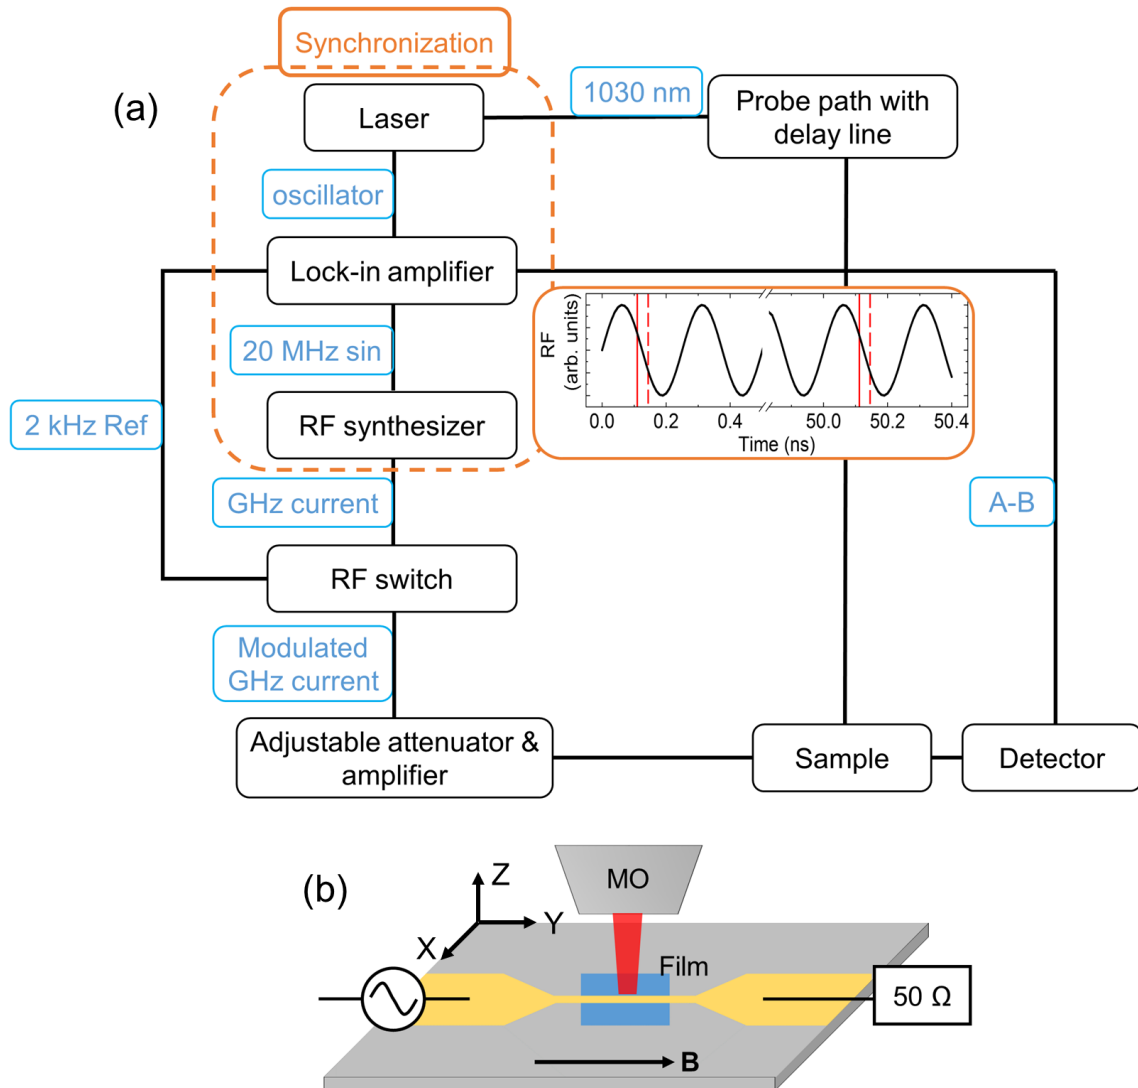 (a)
Synchronization
Laser
1030 nm
Probe path with
delay line
oscillator
Lock-in amplifier
20 MHz sin
RF synthesizer
2 kHz Ref
GHz current
RF switch
Modulated
GHz current
Adjustable attenuator &
amplifier
RF
(arb. units)
0.0 0.2 0.4 50.0 50.2 50.4
Time (ns)
A-B
Sample
Detector
(b)
Z
Y
X
MO
Film
50 Ω
B